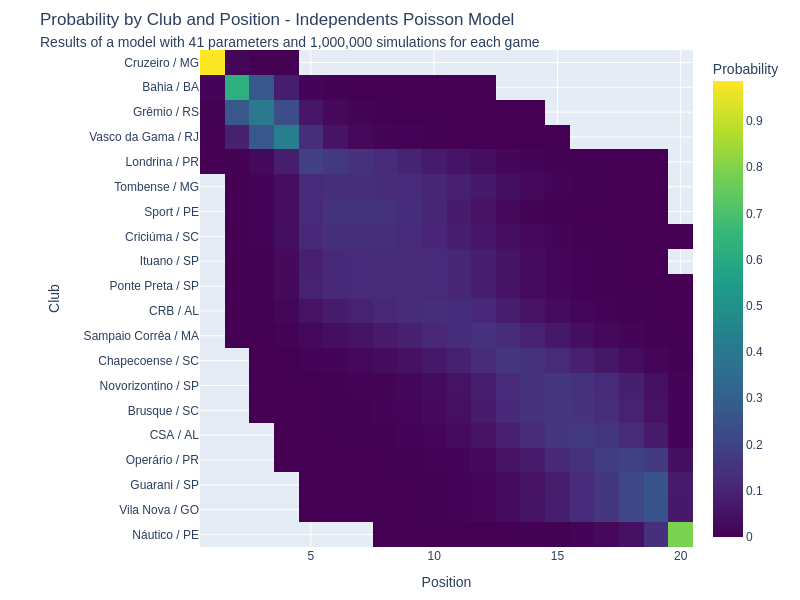 Probability by Club and Position - Independents Poisson Model
Results of a model with 41 parameters and 1,000,000 simulations for each game
Probability
Club
Cruzeiro / MG
Bahia / BA
Grêmio / RS
Vasco da Gama / RJ
Londrina / PR
Tombense / MG
Sport / PE
Criciúma / SC
Ituano / SP
Ponte Preta / SP
CRB / AL
Sampaio Corrêa / MA
Chapecoense / SC
Novorizontino / SP
Brusque / SC
CSA / AL
Operário / PR
Guarani / SP
Vila Nova / GO
Náutico / PE
0.9
0.8
0.7
0.6
0.5
0.4
0.3
0.2
0.1
0
5 10 15 20
Position